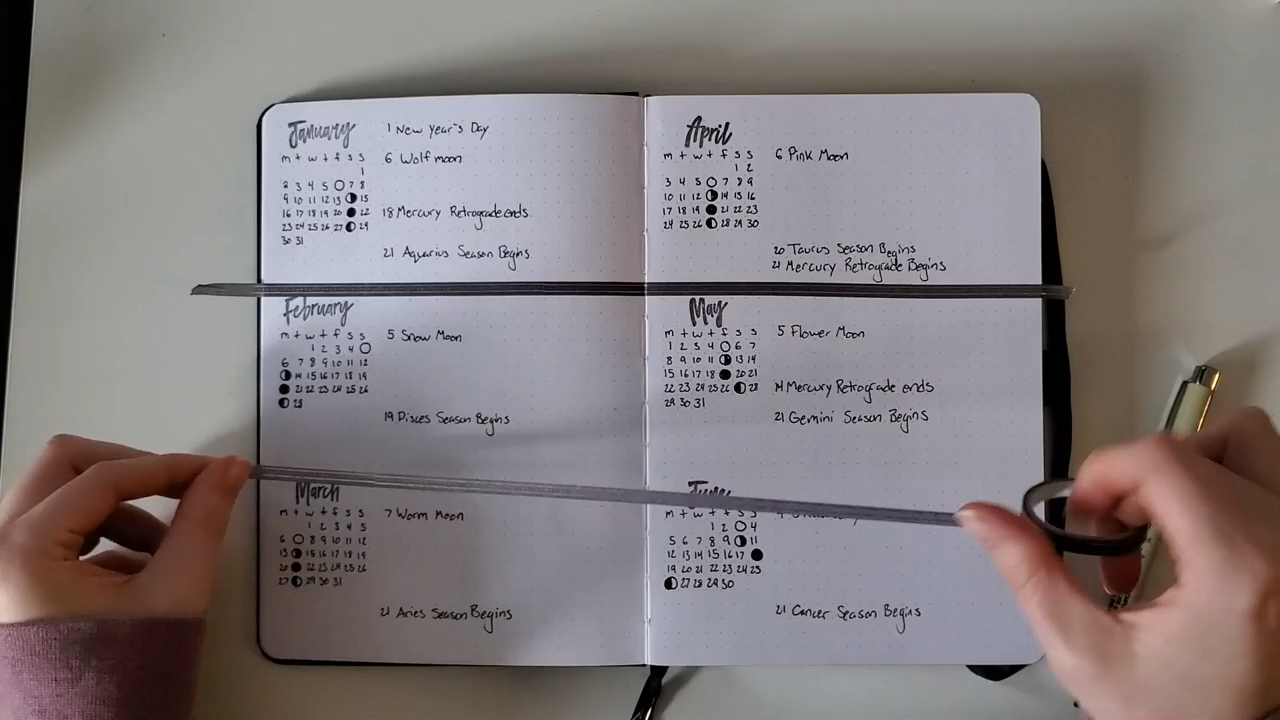 January
1 New Year's Day
m t w t f s s
6 Wolf moon
1
2 3 4 5 7 8
9 10 11 12 13 15
16 17 18 19 20 22
18 Mercury Retrograde ends
23 24 25 26 27 29
30 31
21 Aquarius Season Begins
February
m t w t f s s
5 Snow Moon
1 2 3 4
6 7 8 9 10 11 12
14 15 16 17 18 19
21 22 23 24 25 26
28
19 Pisces Season Begins
March
m t w t f s s
7 Worm Moon
1 2 3 4 5
6 8 9 10 11 12
13 15 16 17 18 19
20 22 23 24 25 26
27 29 30 31
21 Aries Season Begins
April
m t w t f s s
6 Pink Moon
1 2
3 4 5 7 8 9
10 11 12 14 15 16
17 18 19 21 22 23
24 25 26 28 29 30
20 Taurus Season Begins
21 Mercury Retrograde Begins
May
m t w t f s s
5 Flower Moon
1 2 3 4 6 7
8 9 10 11 13 14
15 16 17 18 20 21
22 23 24 25 26 28
14 Mercury Retrograde ends
29 30 31
21 Gemini Season Begins
June
m t w t f s s
1 2 4
5 6 7 8 9 11
12 13 14 15 16 17
19 20 21 22 23 24 25
27 28 29 30
21 Cancer Season Begins